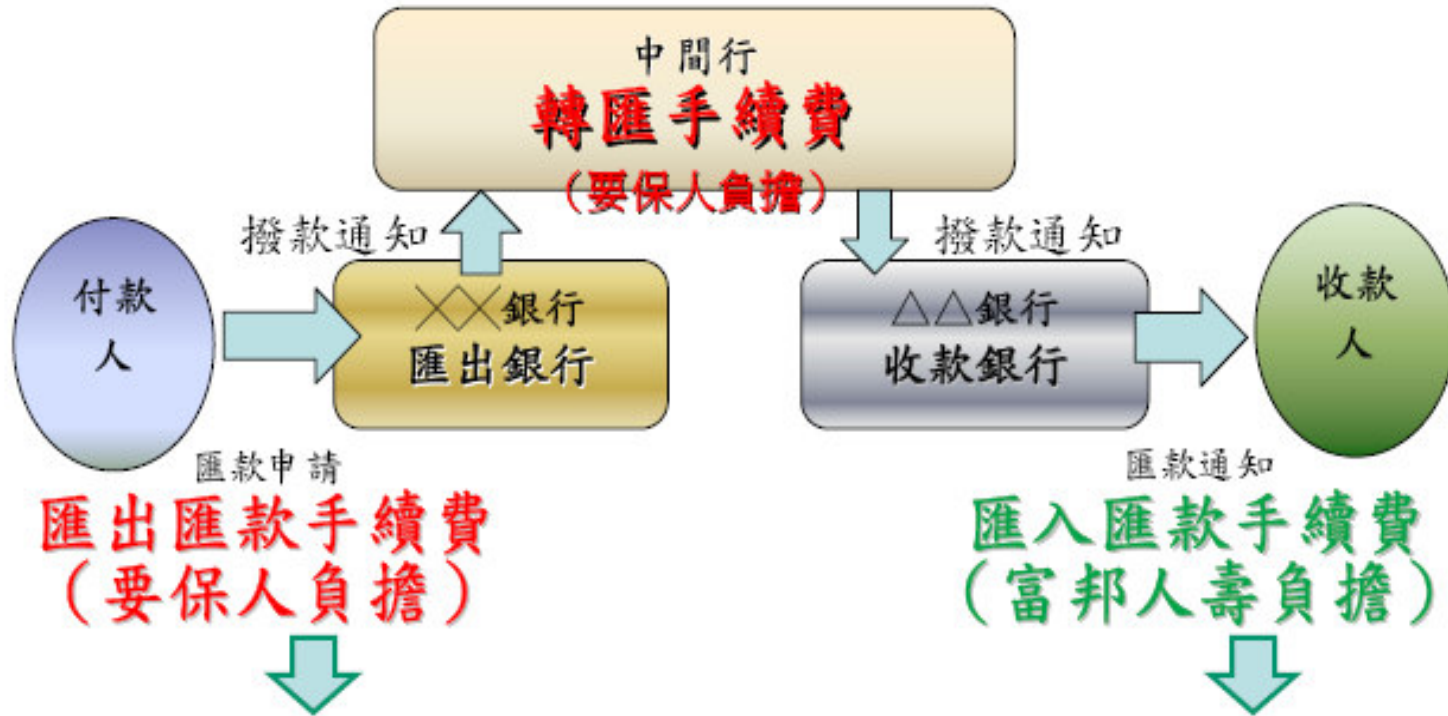 中間行
轉匯手續費
（要保人負擔）
撥款通知
撥款通知
付款
人
╳╳銀行
匯出銀行
△△銀行
收款銀行
收款
人
匯款申請
匯款通知
匯出匯款手續費
（要保人負擔）
匯入匯款手續費
（富邦人壽負擔）